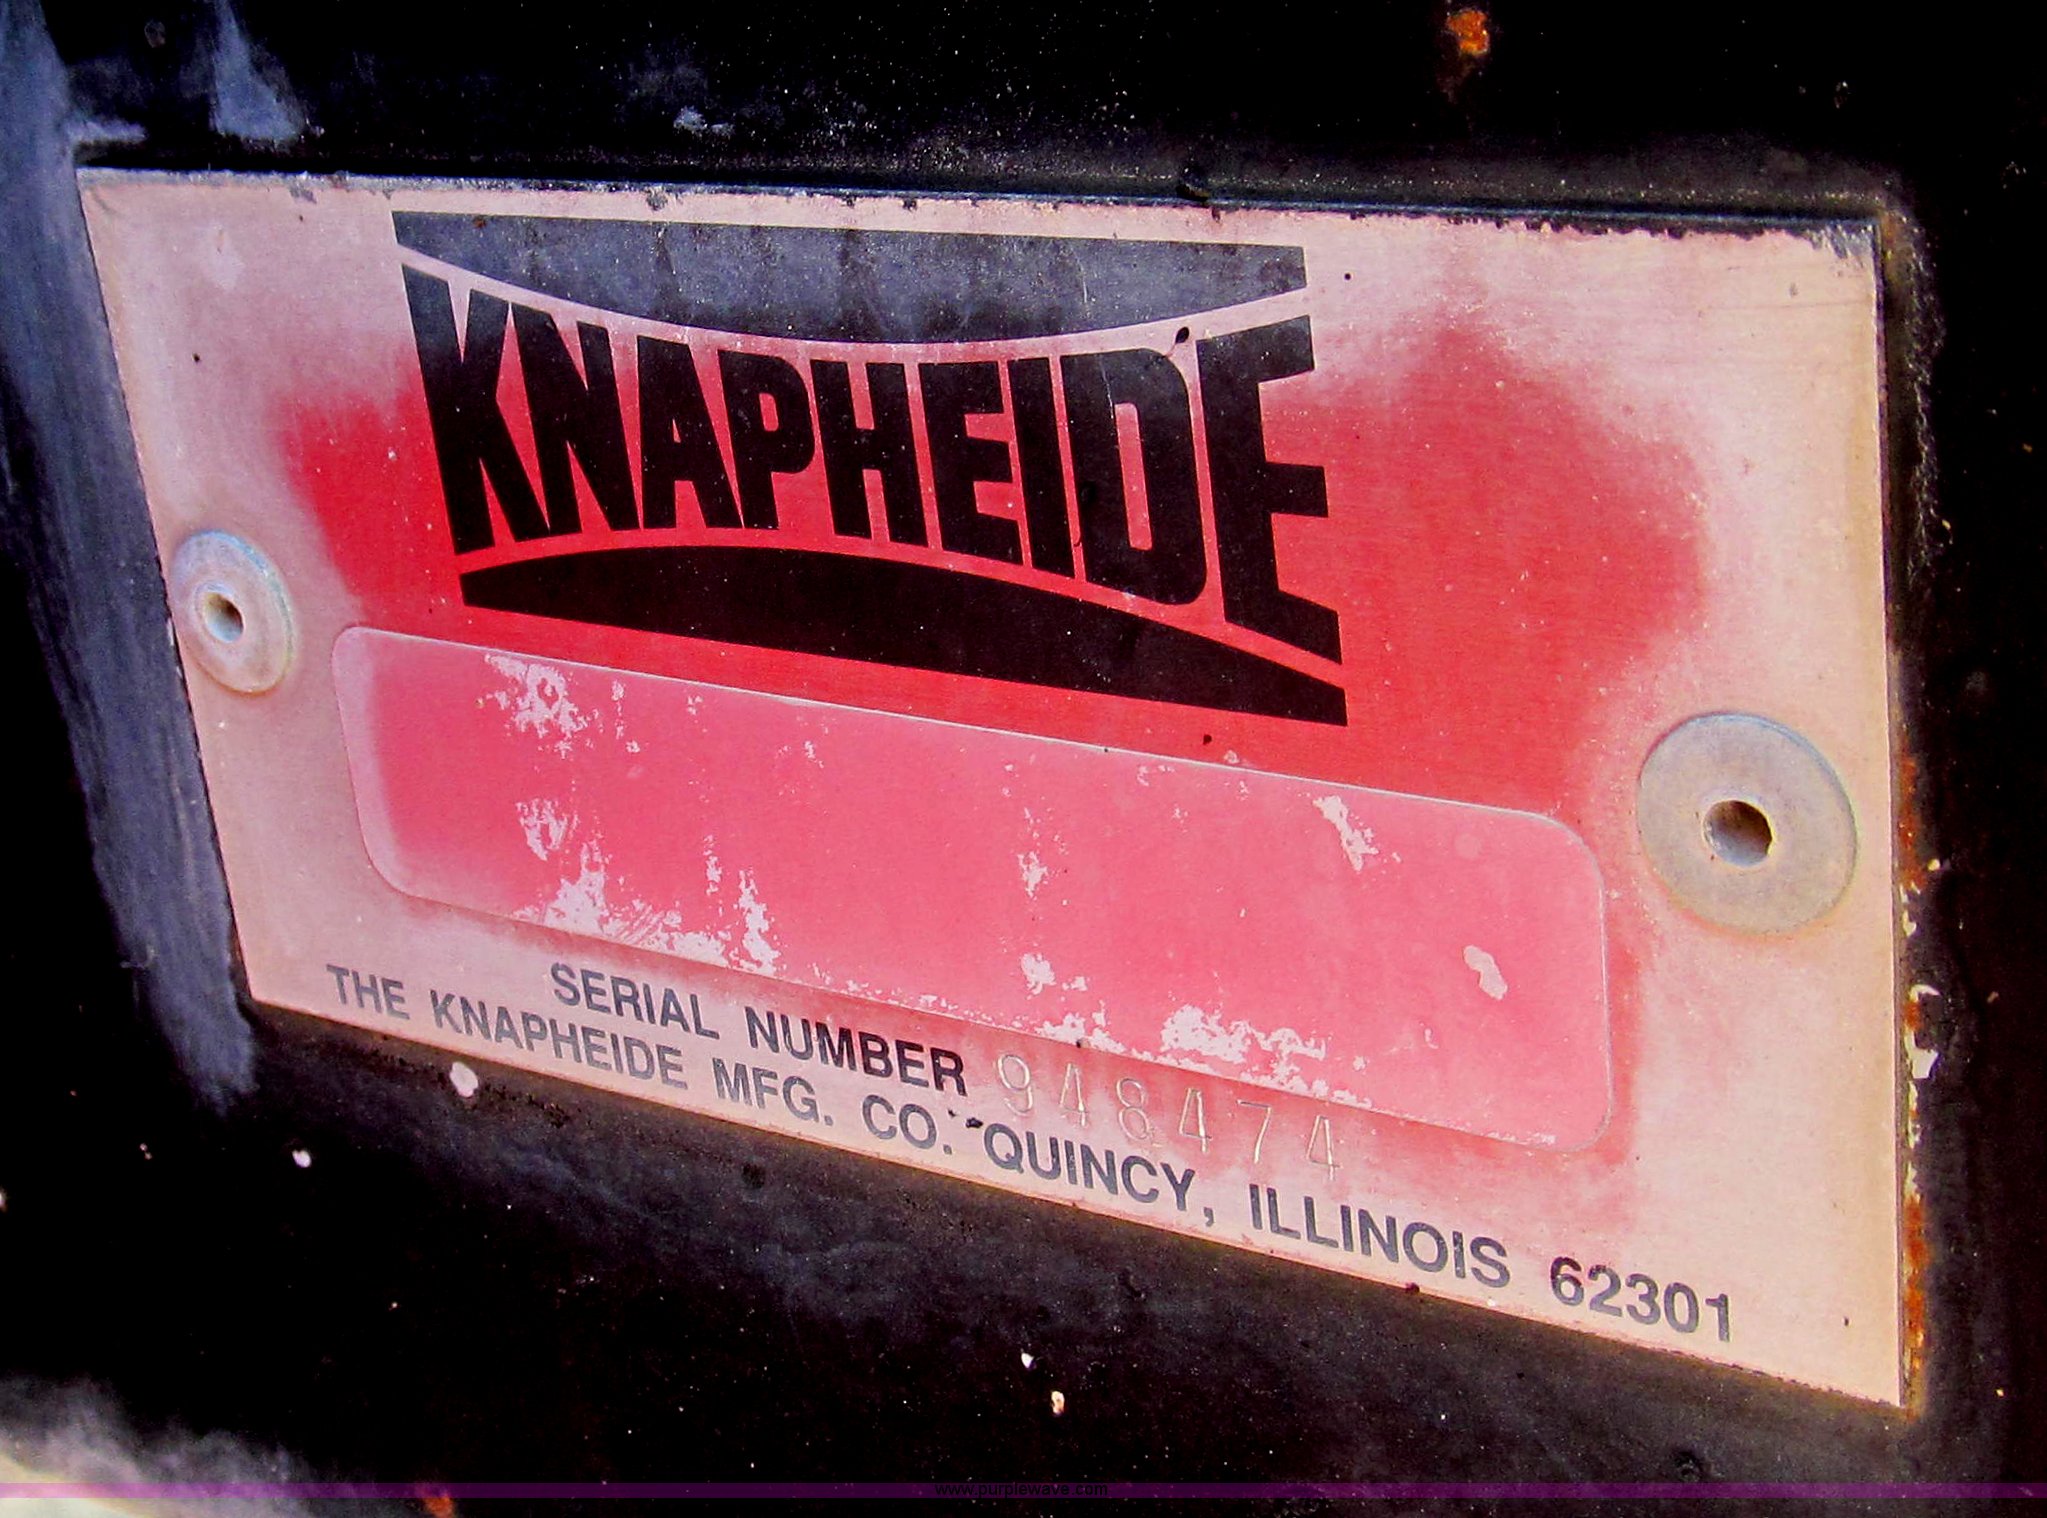 KNAPHEIDE
SERIAL NUMBER 948474
THE KNAPHEIDE MFG. CO. QUINCY, ILLINOIS 62301
www.purplewave.com